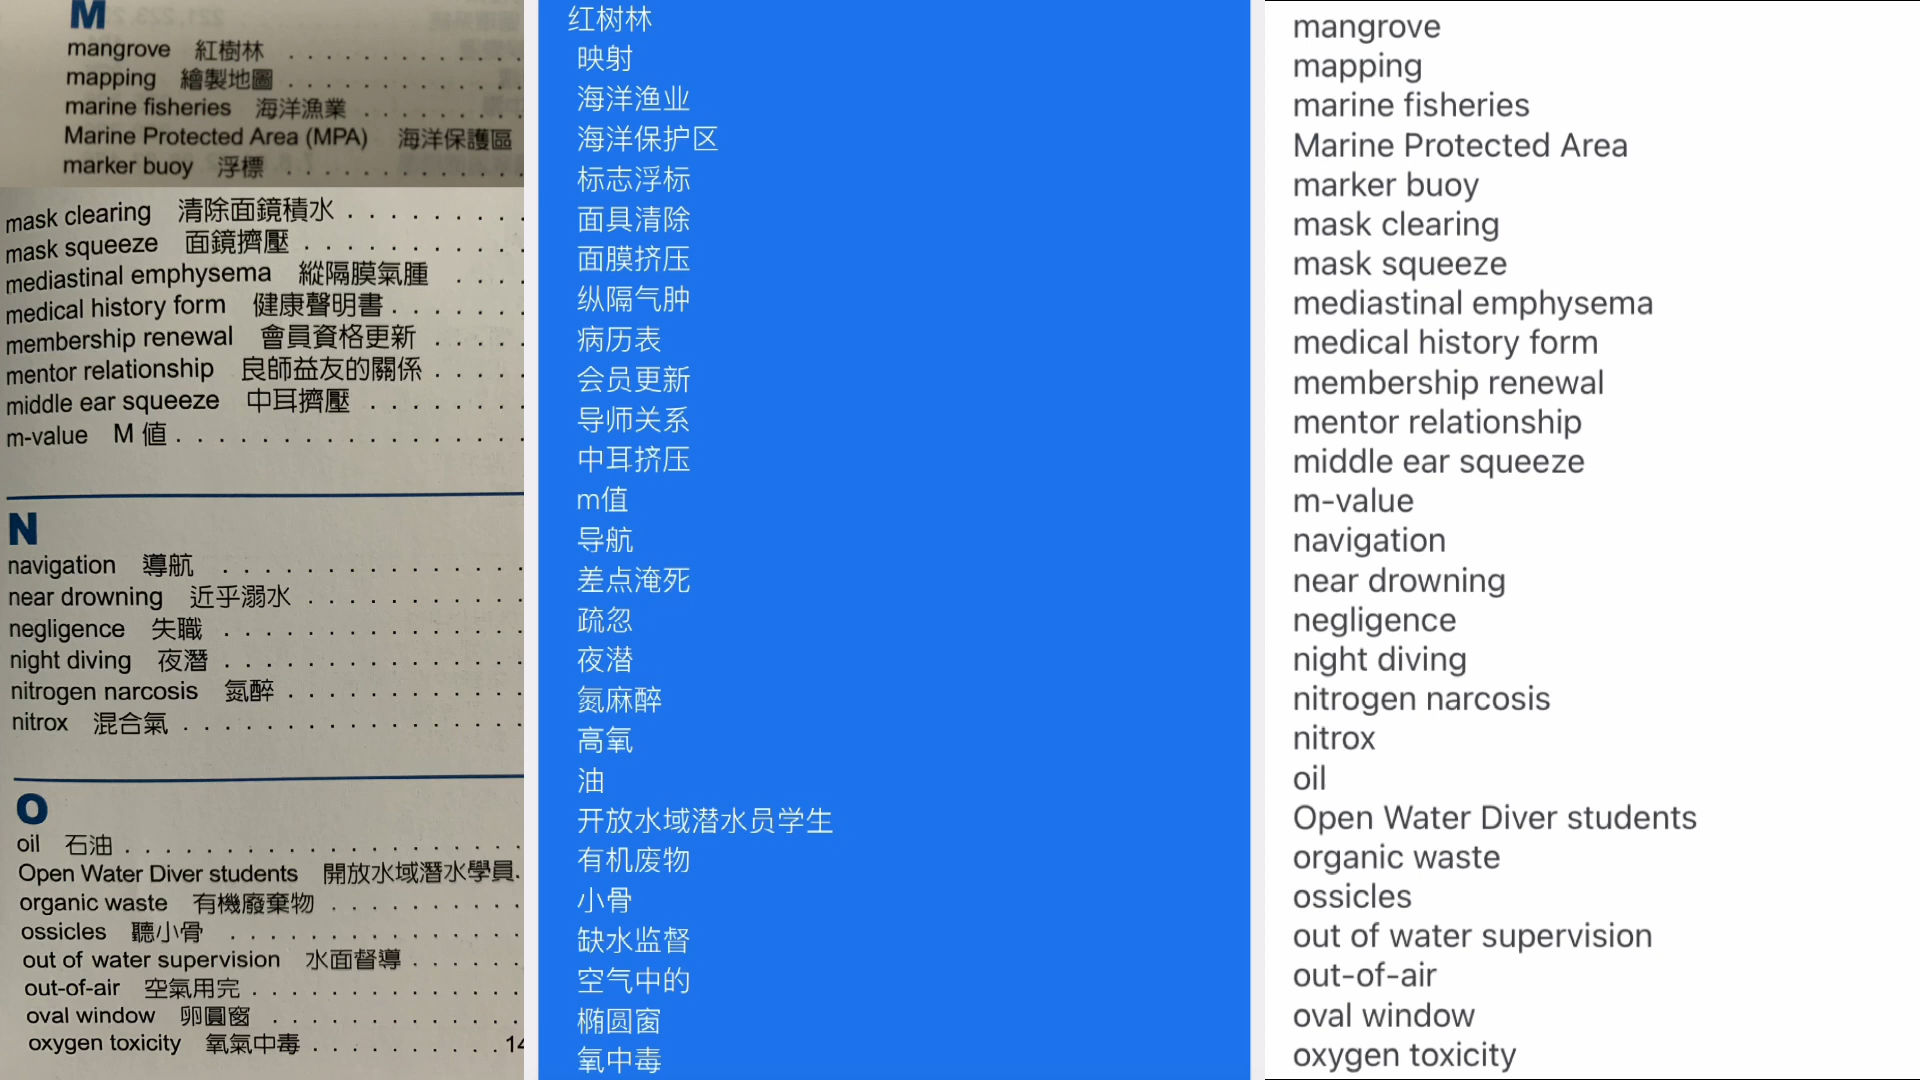 M
mangrove 紅樹林
mapping 繪製地圖
marine fisheries 海洋漁業
Marine Protected Area (MPA) 海洋保護區
marker buoy 浮標
mask clearing 清除面鏡積水
mask squeeze 面鏡擠壓
mediastinal emphysema 縱隔膜氣腫
medical history form 健康聲明書
membership renewal 會員資格更新
mentor relationship 良師益友的關係
middle ear squeeze 中耳擠壓
m-value M 值
N
navigation 導航
near drowning 近乎溺水
negligence 失職
night diving 夜潛
nitrogen narcosis 氮醉
nitrox 混合氣
O
oil 石油
Open Water Diver students 開放水域潛水學員
organic waste 有機廢棄物
ossicles 聽小骨
out of water supervision 水面督導
out-of-air 空氣用完
oval window 卵圓窗
oxygen toxicity 氧氣中毒
红树林
映射
海洋渔业
海洋保护区
标志浮标
面具清除
面膜挤压
纵隔气肿
病历表
会员更新
导师关系
中耳挤压
m值
导航
差点淹死
疏忽
夜潜
氮麻醉
高氧
油
开放水域潜水员学生
有机废物
小骨
缺水监督
空气中的
椭圆窗
氧中毒
mangrove
mapping
marine fisheries
Marine Protected Area
marker buoy
mask clearing
mask squeeze
mediastinal emphysema
medical history form
membership renewal
mentor relationship
middle ear squeeze
m-value
navigation
near drowning
negligence
night diving
nitrogen narcosis
nitrox
oil
Open Water Diver students
organic waste
ossicles
out of water supervision
out-of-air
oval window
oxygen toxicity